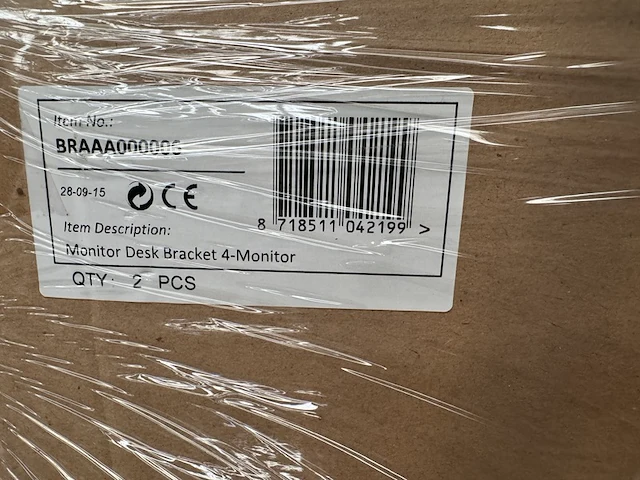 Item No.:
28-09-15 CE
8 718511 042199 >
Item Description:
Monitor Desk Bracket 4-Monitor
QTY: 2 PCS